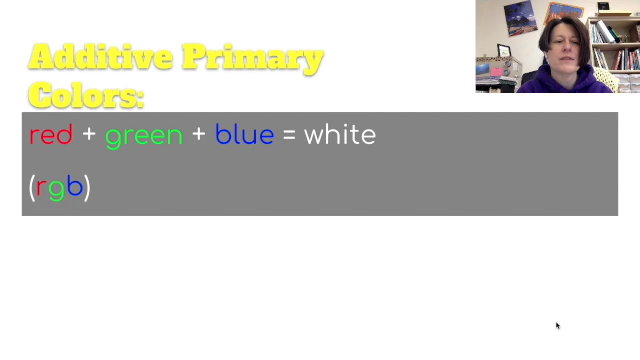 Additive Primary
Colors:
red + green + blue = white
(rgb)